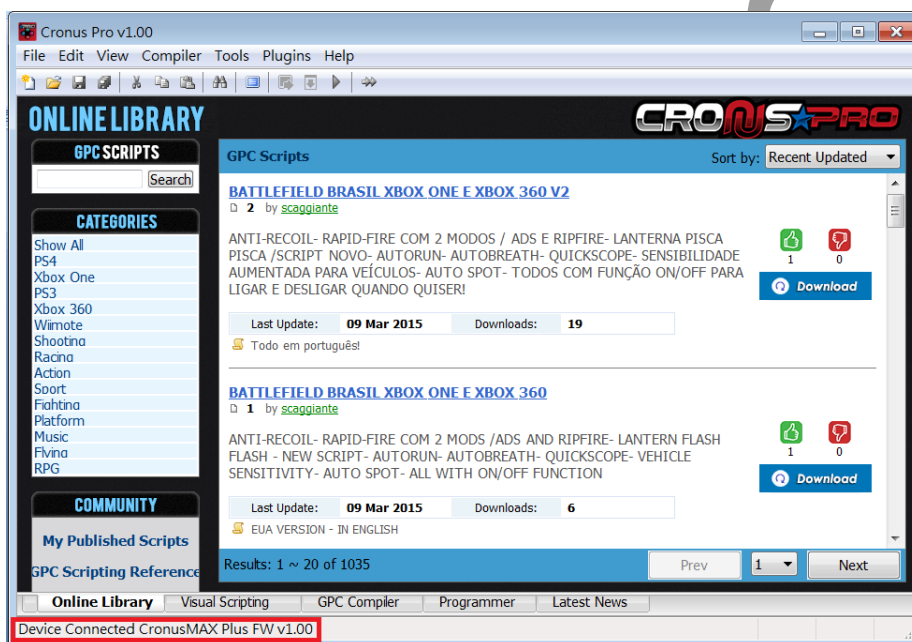 Cronus Pro v1.00
File Edit View Compiler Tools Plugins Help
ONLINE LIBRARY
CRONUS PRO
GPC SCRIPTS
Search
CATEGORIES
Show All
PS4
Xbox One
PS3
Xbox 360
Wiimote
Shooting
Racing
Action
Sport
Fighting
Platform
Music
Flying
RPG
COMMUNITY
My Published Scripts
GPC Scripting Reference
GPC Scripts
Sort by: Recent Updated
BATTLEFIELD BRASIL XBOX ONE E XBOX 360 V2
2 by scaggiante
ANTI-RECOIL- RAPID-FIRE COM 2 MODOS / ADS E RIPFIRE- LANTERNA PISCA
PISCA /SCRIPT NOVO- AUTORUN- AUTOBREATH- QUICKSCOPE- SENSIBILIDADE
AUMENTADA PARA VEÍCULOS- AUTO SPOT- TODOS COM FUNÇÃO ON/OFF PARA
LIGAR E DESLIGAR QUANDO QUISER!
1 0
Download
Last Update: 09 Mar 2015 Downloads: 19
Todo em português!
BATTLEFIELD BRASIL XBOX ONE E XBOX 360
1 by scaggiante
ANTI-RECOIL- RAPID-FIRE COM 2 MODS /ADS AND RIPFIRE- LANTERN FLASH
FLASH - NEW SCRIPT- AUTORUN- AUTOBREATH- QUICKSCOPE- VEHICLE
SENSITIVITY- AUTO SPOT- ALL WITH ON/OFF FUNCTION
1 0
Download
Last Update: 09 Mar 2015 Downloads: 6
EUA VERSION - IN ENGLISH
Results: 1 ~ 20 of 1035
Prev 1 Next
Online Library Visual Scripting GPC Compiler Programmer Latest News
Device Connected CronusMAX Plus FW v1.00